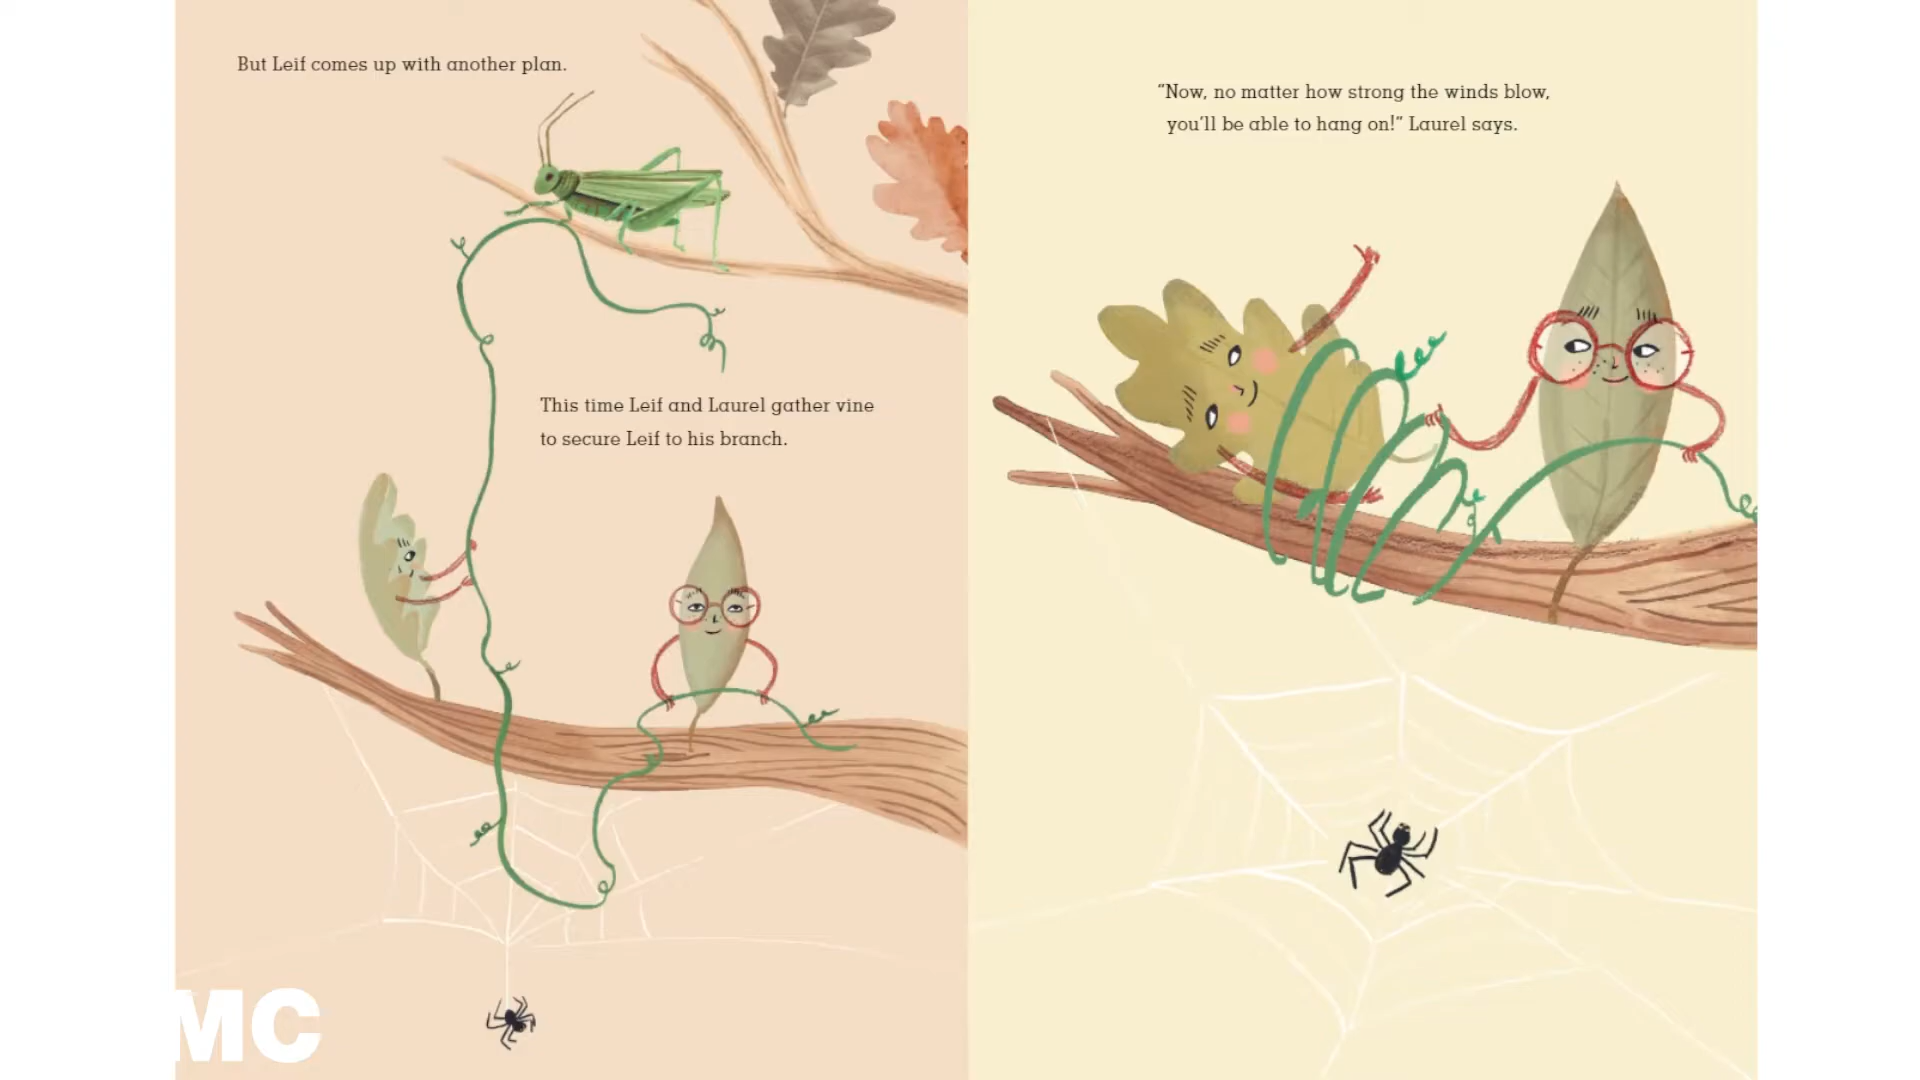 But Leif comes up with another plan.
This time Leif and Laurel gather vine
to secure Leif to his branch.
MC
“Now, no matter how strong the winds blow,
you’ll be able to hang on!” Laurel says.